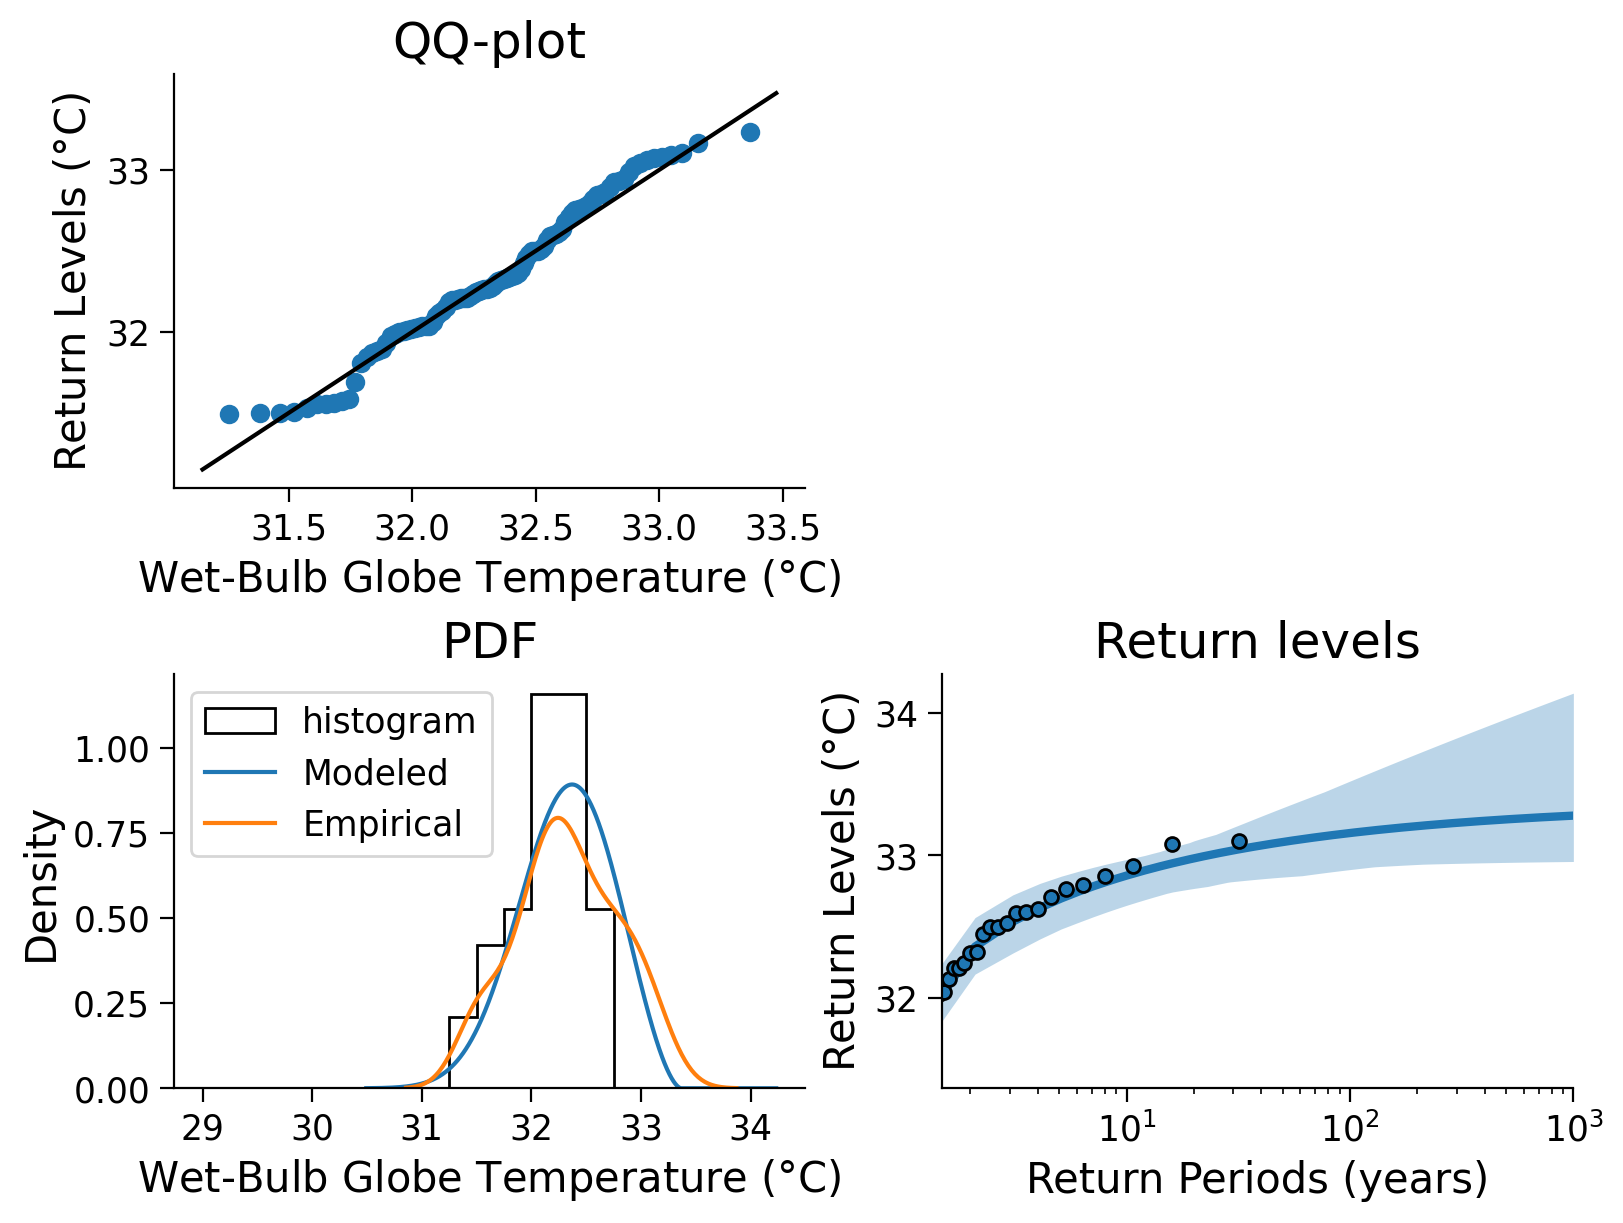 QQ-plot
Return Levels (°C)
33
32
31.5 32.0 32.5 33.0 33.5
Wet-Bulb Globe Temperature (°C)
PDF
Density
1.00
0.75
0.50
0.25
0.00
histogram
Modeled
Empirical
29 30 31 32 33 34
Wet-Bulb Globe Temperature (°C)
Return levels
Return Levels (°C)
34
33
32
10¹ 10² 10³
Return Periods (years)